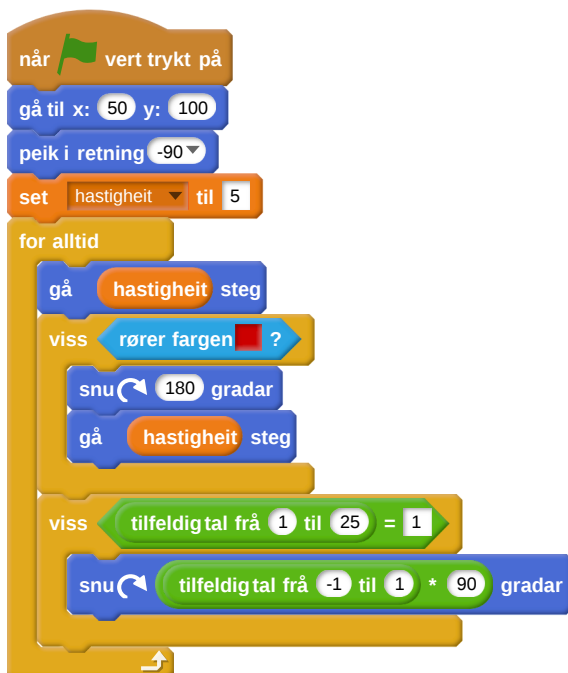 når vert trykt på
gå til x: 50 y: 100
peik i retning -90
set hastigheit til 5
for alltid
gå hastigheit steg
viss rører fargen ?
snu 180 gradar
gå hastigheit steg
viss tilfeldig tal frå 1 til 25 = 1
snu tilfeldig tal frå -1 til 1 * 90 gradar